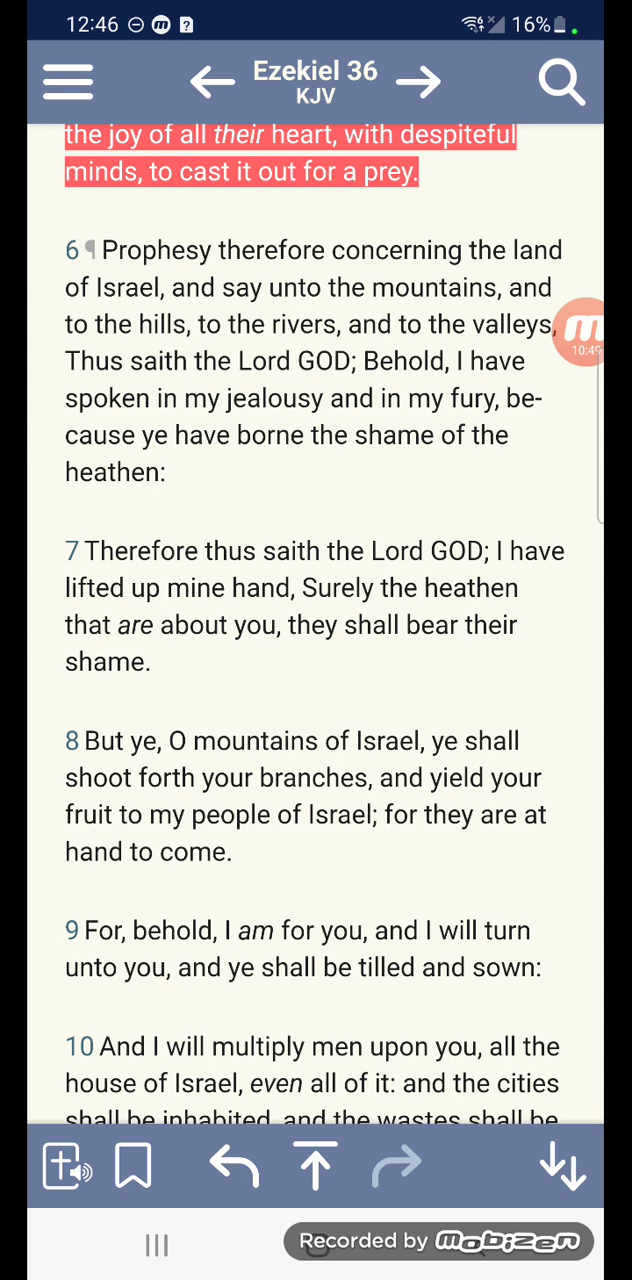 12:46
16%
Ezekiel 36
KJV
the joy of all their heart, with despiteful
minds, to cast it out for a prey.
6 ¶ Prophesy therefore concerning the land
of Israel, and say unto the mountains, and
to the hills, to the rivers, and to the valleys,
Thus saith the Lord GOD; Behold, I have
spoken in my jealousy and in my fury, be-
cause ye have borne the shame of the
heathen:
m
10:49
7 Therefore thus saith the Lord GOD; I have
lifted up mine hand, Surely the heathen
that are about you, they shall bear their
shame.
8 But ye, O mountains of Israel, ye shall
shoot forth your branches, and yield your
fruit to my people of Israel; for they are at
hand to come.
9 For, behold, I am for you, and I will turn
unto you, and ye shall be tilled and sown:
10 And I will multiply men upon you, all the
house of Israel, even all of it: and the cities
shall be inhabited, and the wastes shall be
Recorded by mobizen